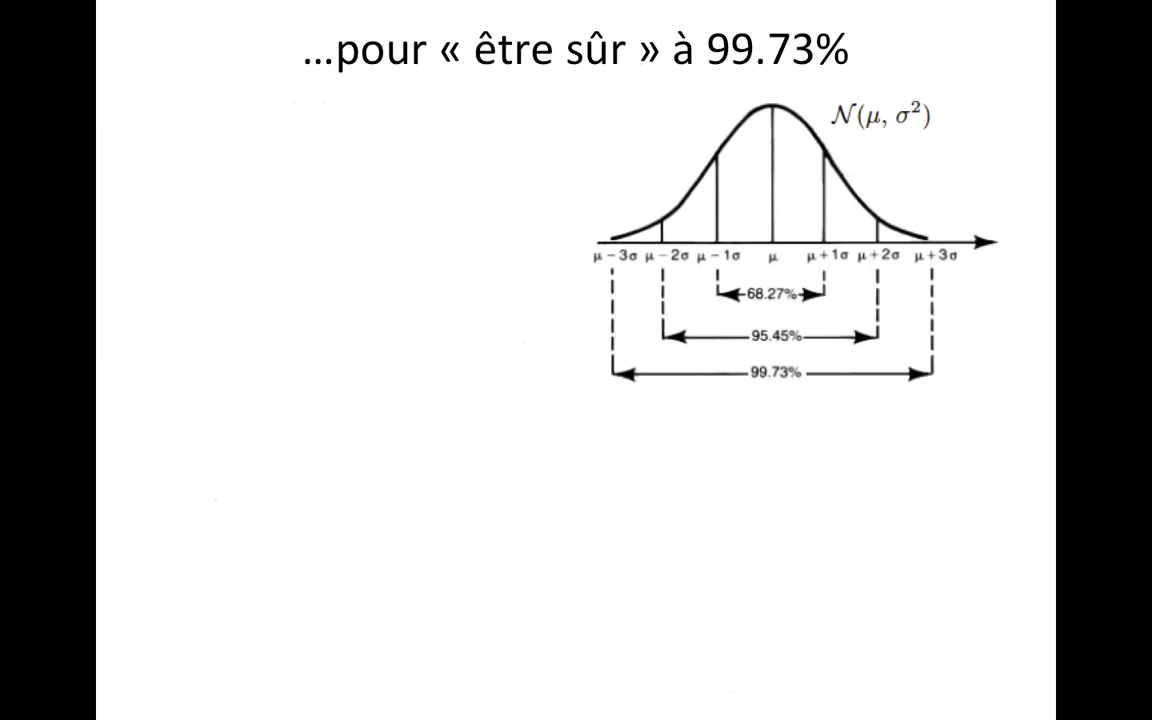 …pour « être sûr » à 99.73%
𝒩(μ, σ²)
μ – 3σ μ – 2σ μ – 1σ μ μ + 1σ μ + 2σ μ + 3σ
68.27%
95.45%
99.73%